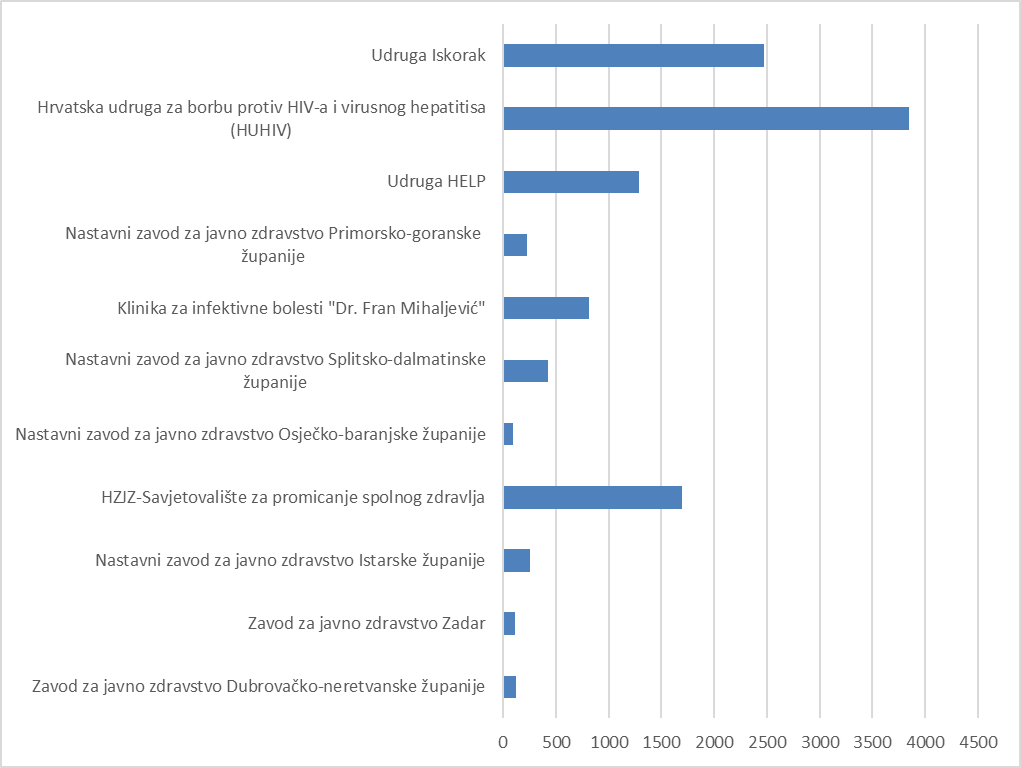 Udruga Iskorak
Hrvatska udruga za borbu protiv HIV-a i virusnog hepatitisa
(HUHIV)
Udruga HELP
Nastavni zavod za javno zdravstvo Primorsko-goranske
županije
Klinika za infektivne bolesti "Dr. Fran Mihaljević"
Nastavni zavod za javno zdravstvo Splitsko-dalmatinske
županije
Nastavni zavod za javno zdravstvo Osječko-baranjske županije
HZJZ-Savjetovalište za promicanje spolnog zdravlja
Nastavni zavod za javno zdravstvo Istarske županije
Zavod za javno zdravstvo Zadar
Zavod za javno zdravstvo Dubrovačko-neretvanske županije
0 500 1000 1500 2000 2500 3000 3500 4000 4500